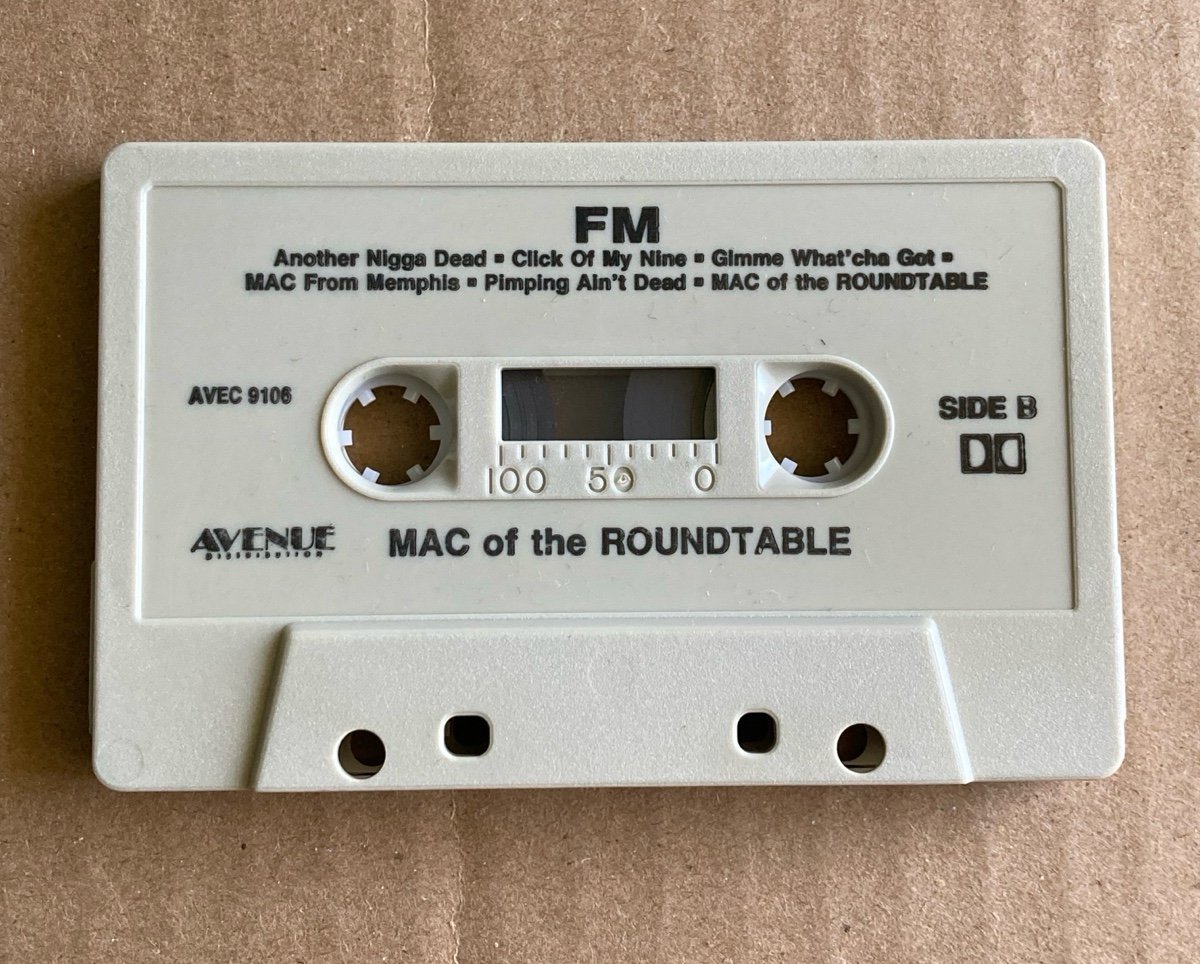 FM
Another Nigga Dead ▪ Click Of My Nine ▪ Gimme What'cha Got ▪
MAC From Memphis ▪ Pimping Ain't Dead ▪ MAC of the ROUNDTABLE
AVEC 9106
SIDE B
100 50 0
AVENUE
DISTRIBUTION
MAC of the ROUNDTABLE